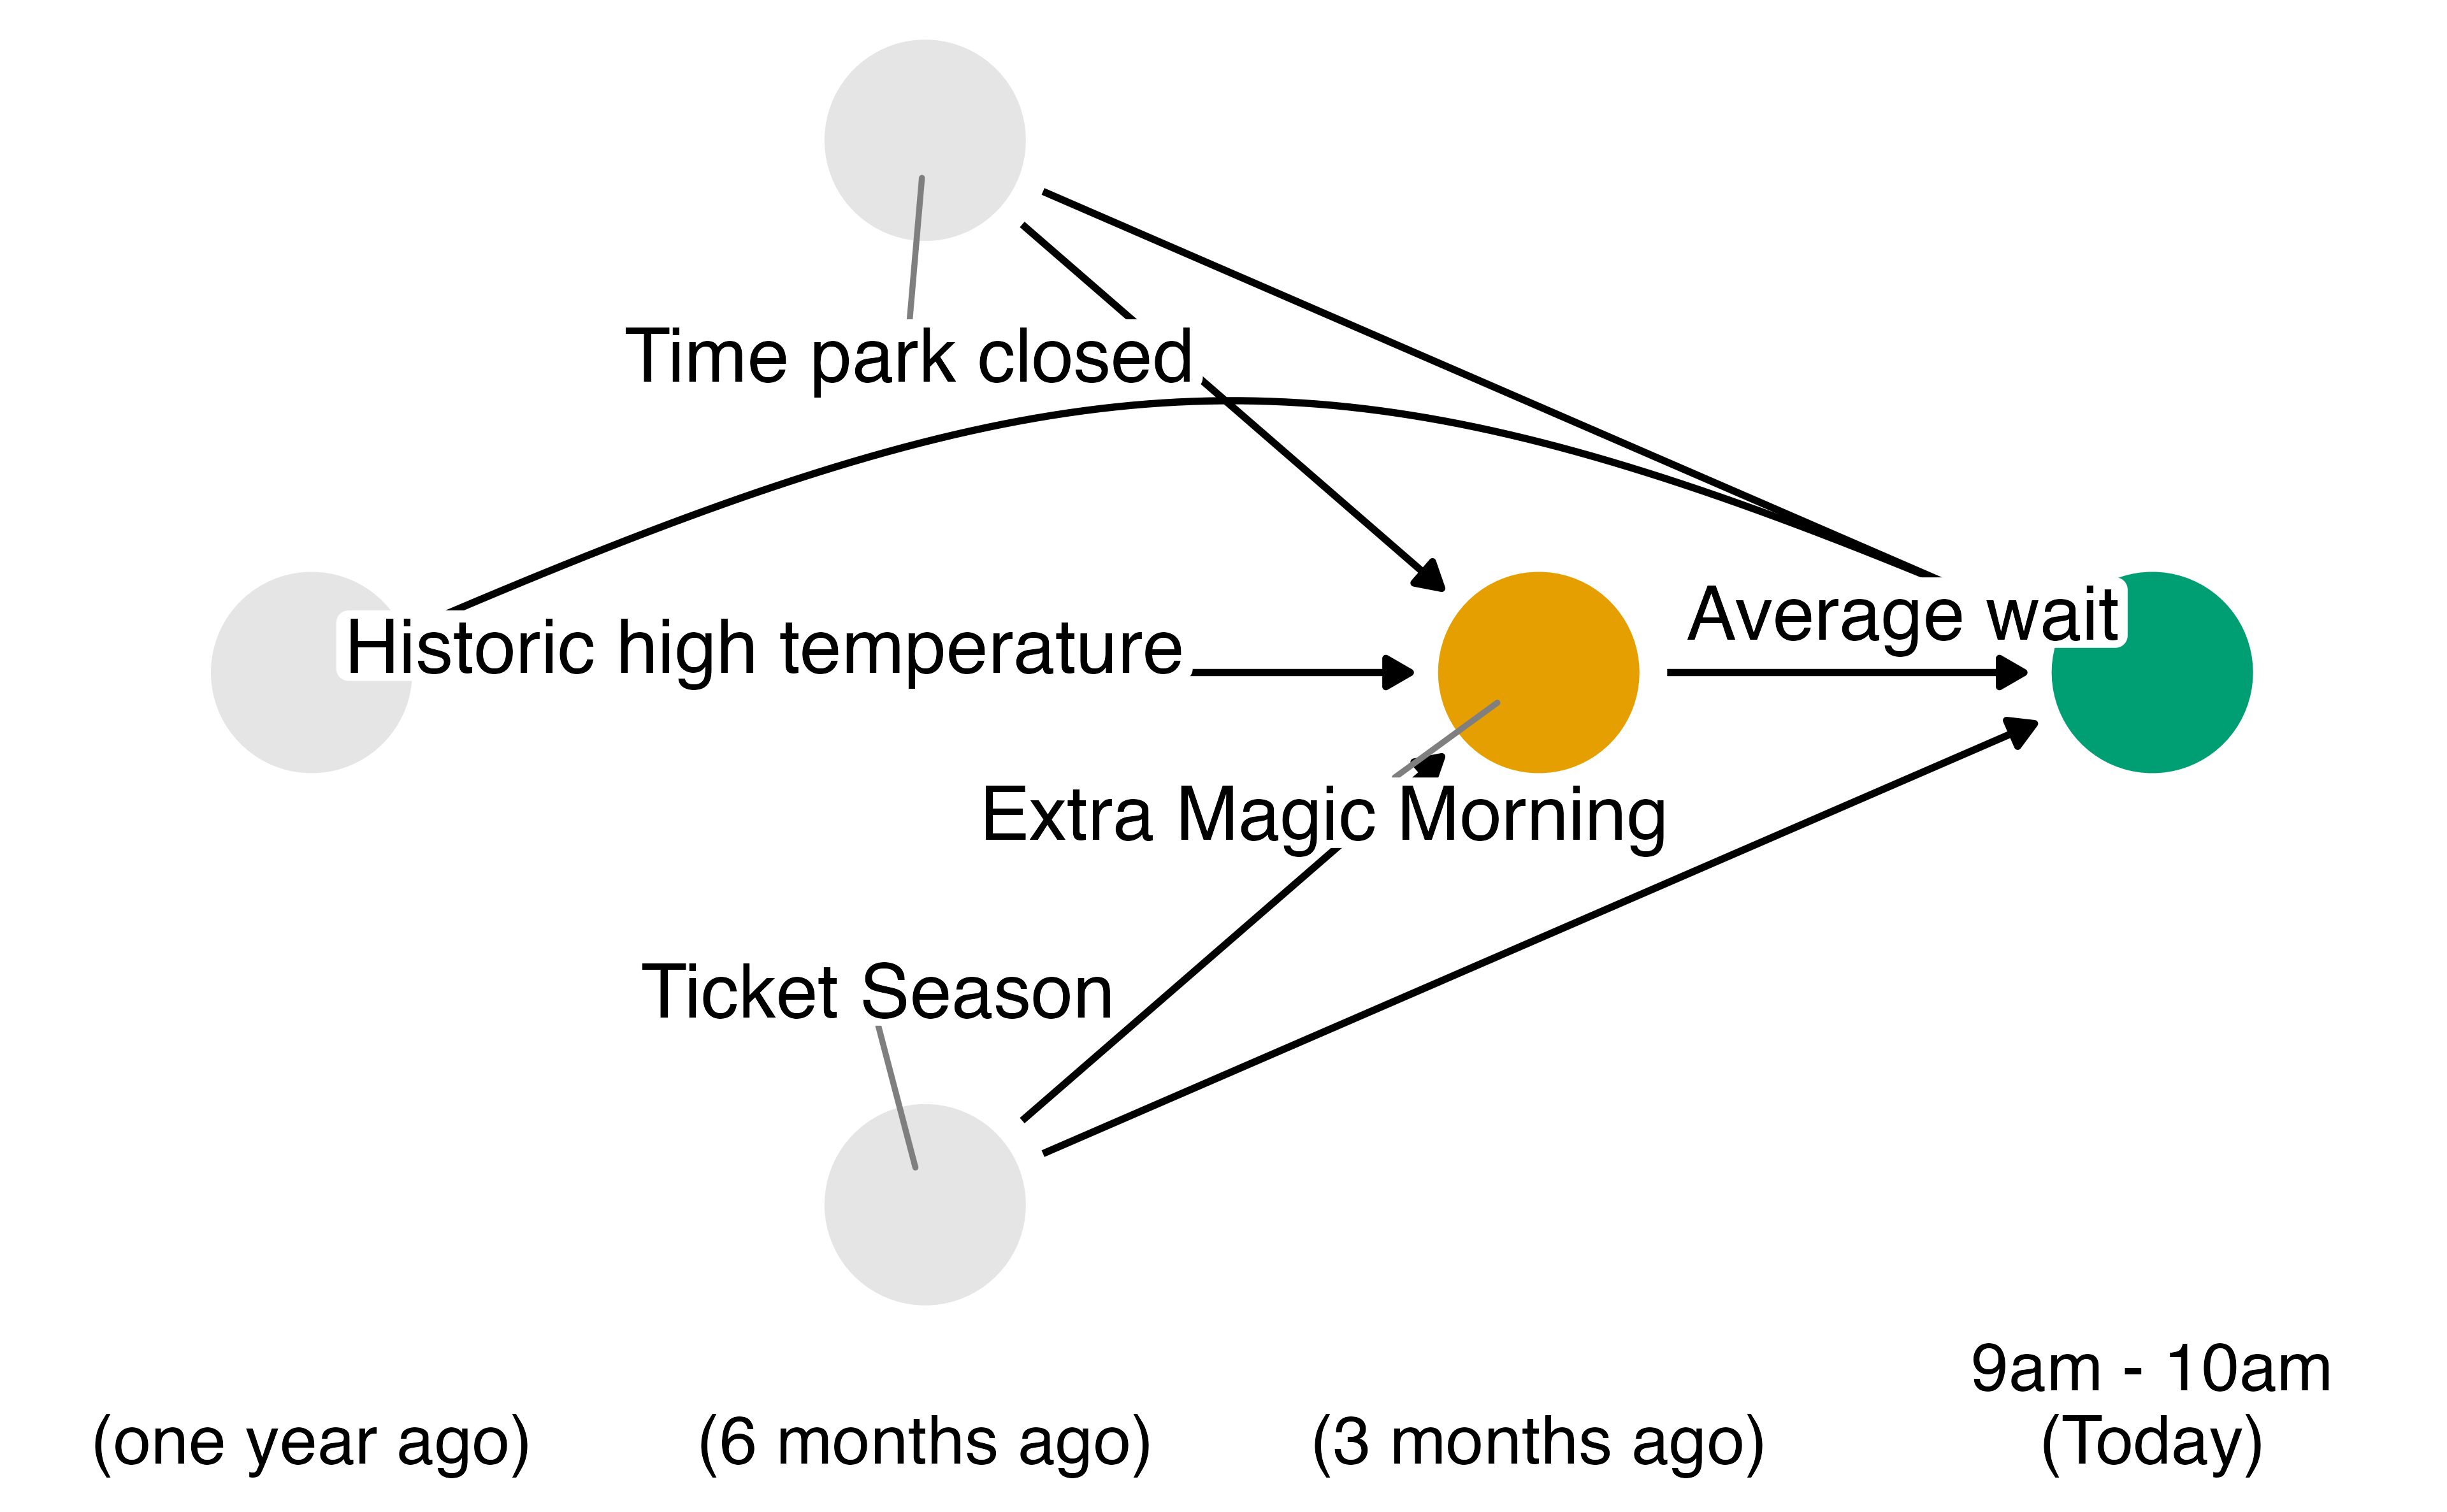 Time park closed
Historic high temperature
Average wait
Extra Magic Morning
Ticket Season
9am - 10am
(one year ago)
(6 months ago)
(3 months ago)
(Today)